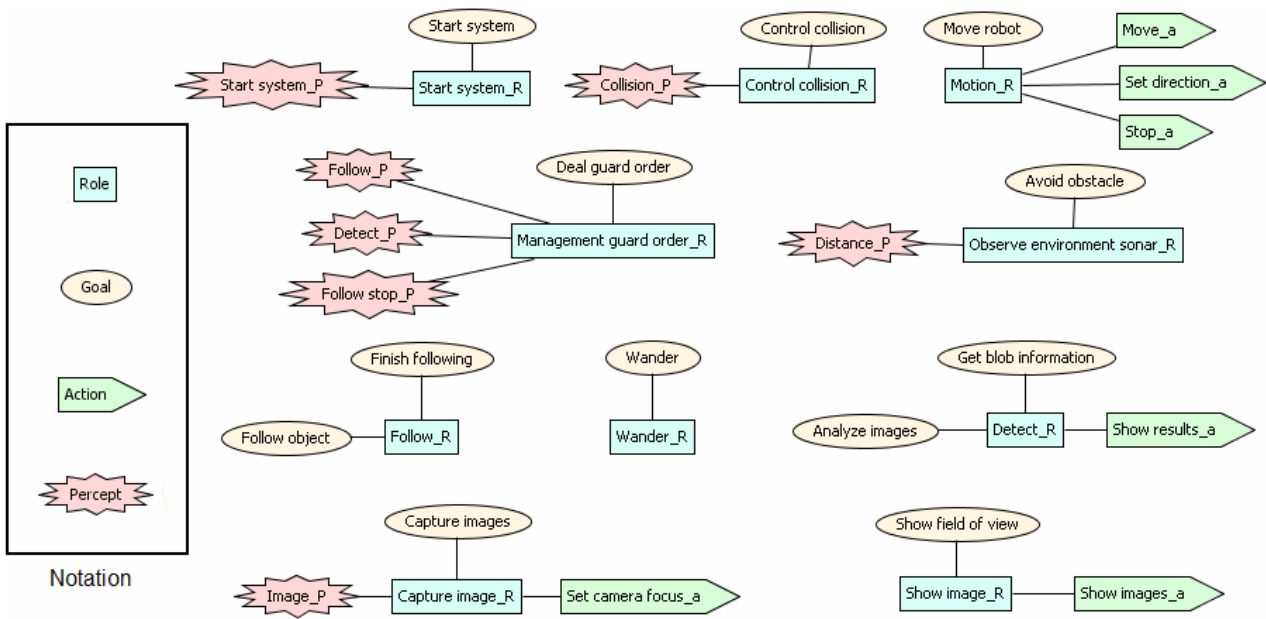 Start system
Control collision
Move robot
Move_a
Start system_P
Start system_R
Collision_P
Control collision_R
Motion_R
Set direction_a
Stop_a
Role
Goal
Action
Percept
Notation
Follow_P
Deal guard order
Detect_P
Management guard order_R
Follow stop_P
Avoid obstacle
Distance_P
Observe environment sonar_R
Finish following
Follow object
Follow_R
Wander
Wander_R
Get blob information
Analyze images
Detect_R
Show results_a
Capture images
Image_P
Capture image_R
Set camera focus_a
Show field of view
Show image_R
Show images_a